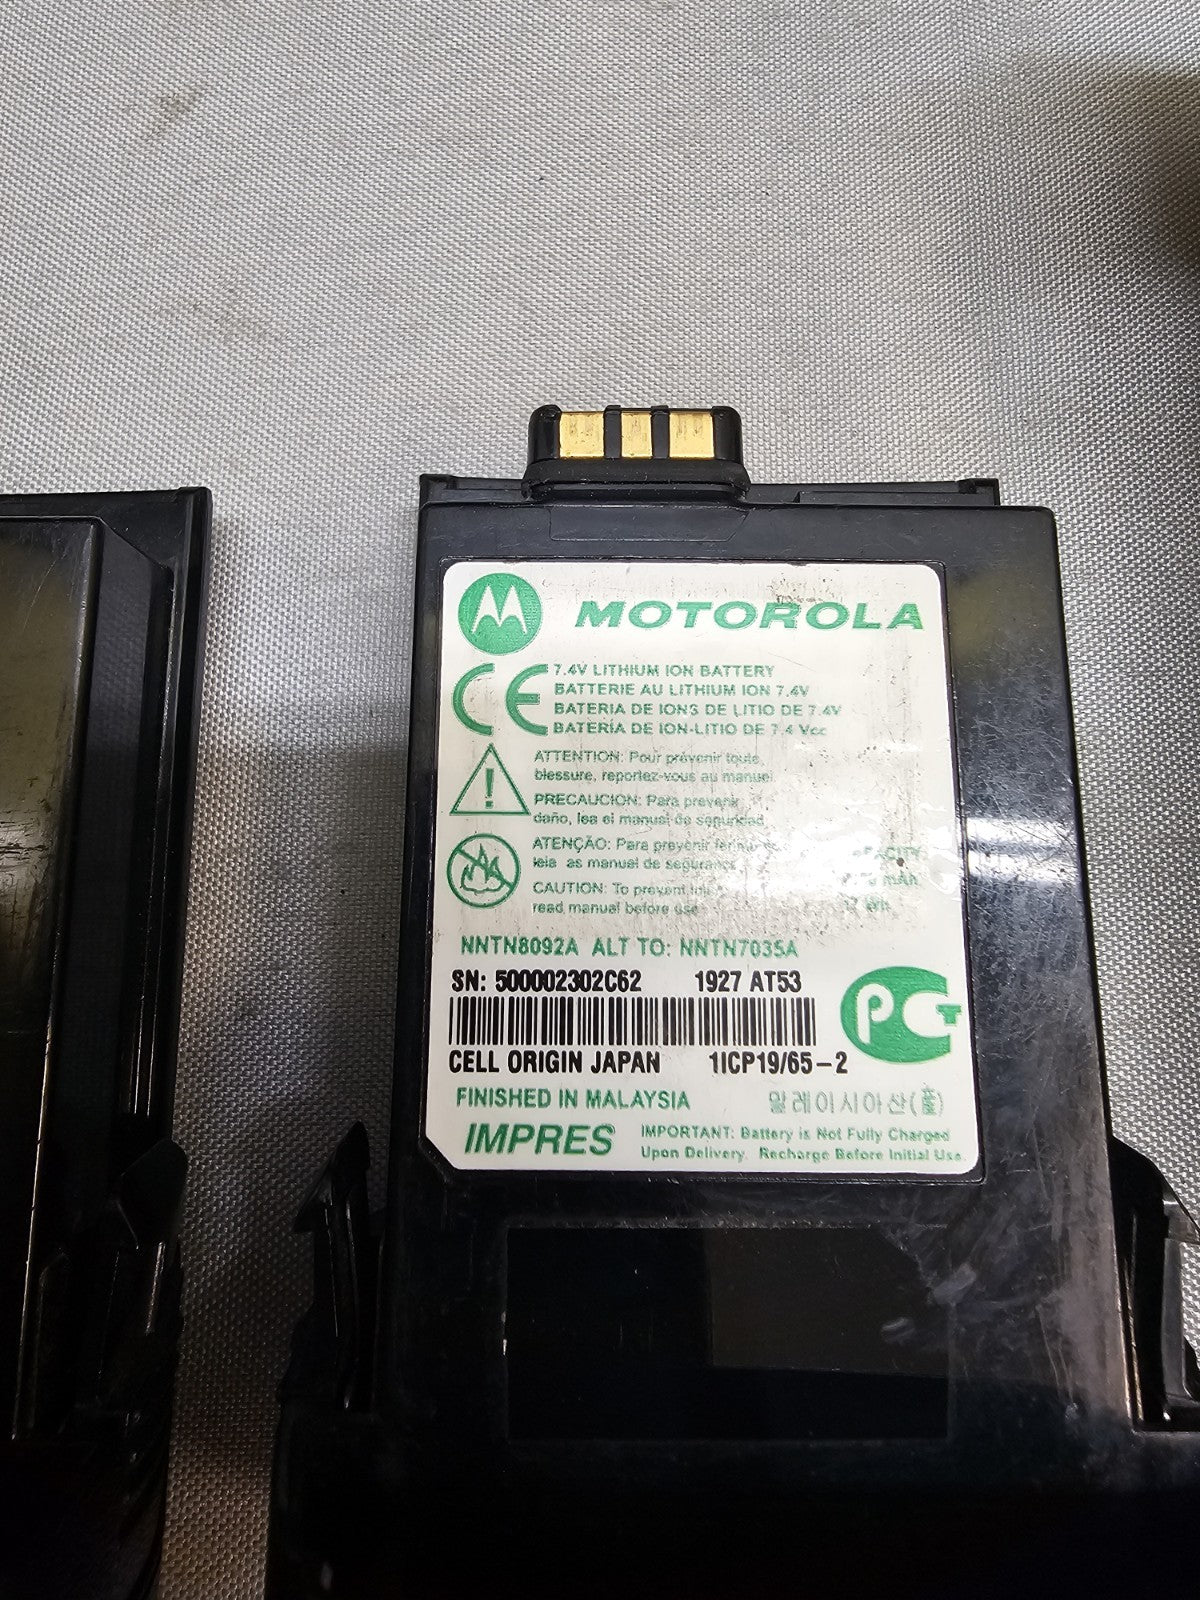 MOTOROLA
CE
7.4V LITHIUM ION BATTERY
BATTERIE AU LITHIUM ION 7.4V
BATERIA DE IONS DE LITIO DE 7.4V
BATERÍA DE ION-LITIO DE 7.4 Vcc
ATTENTION: Pour prévenir toute
blessure, reportez-vous au manuel
PRECAUCION: Para prevenir
daño, lea el manual de seguridad
ATENÇÃO: Para prevenir
leia as manual de seguranca
CAUTION: To prevent
read manual before use
mAh
Wh
NNTN8092A ALT TO: NNTN7035A
SN: 500002302C62 1927 AT53
CELL ORIGIN JAPAN 1ICP19/65-2
FINISHED IN MALAYSIA 말레이시아산(품)
IMPRES
IMPORTANT: Battery is Not Fully Charged
Upon Delivery. Recharge Before Initial Use